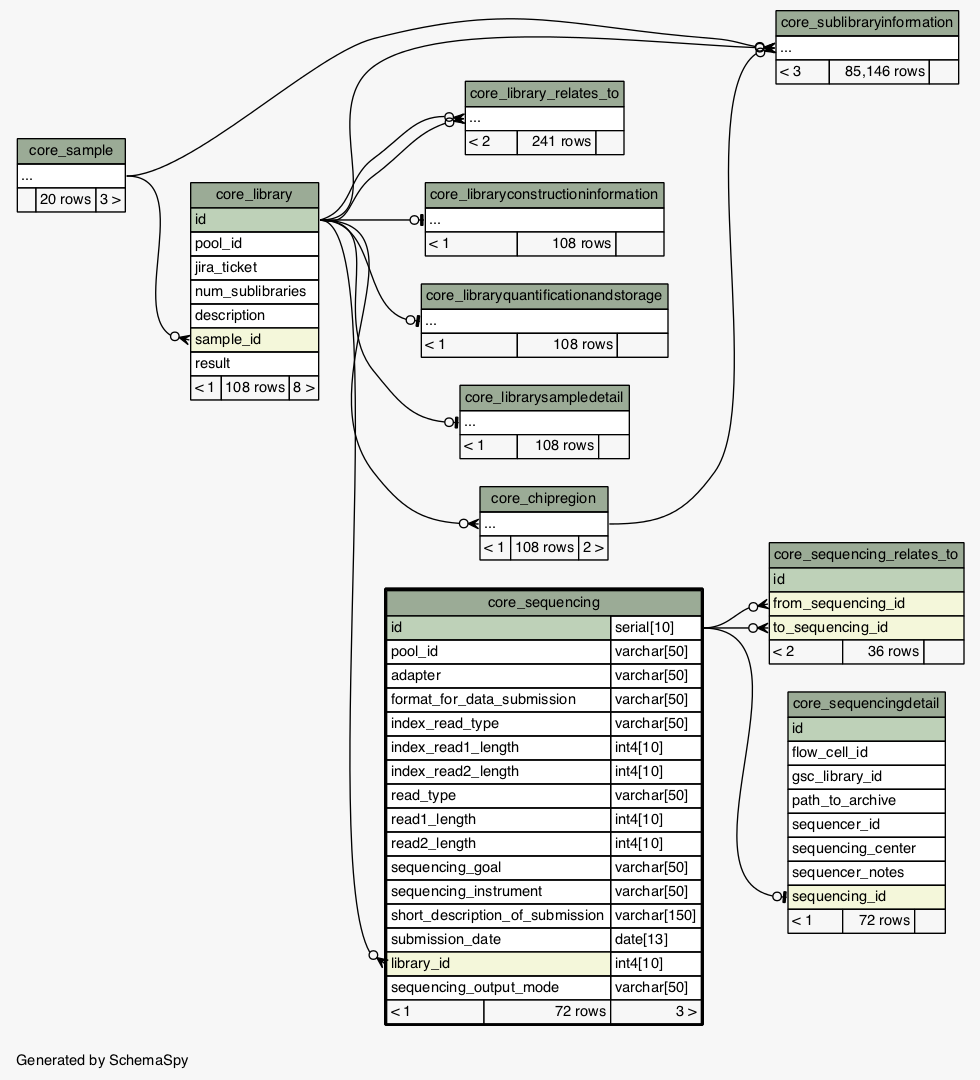 core_sublibraryinformation
...
< 3 85,146 rows
core_library_relates_to
...
< 2 241 rows
core_sample
...
20 rows 3 >
core_library
id
pool_id
jira_ticket
num_sublibraries
description
sample_id
result
< 1 108 rows 8 >
core_libraryconstructioninformation
...
< 1 108 rows
core_libraryquantificationandstorage
...
< 1 108 rows
core_librarysampledetail
...
< 1 108 rows
core_chipregion
...
< 1 108 rows 2 >
core_sequencing_relates_to
id
from_sequencing_id
to_sequencing_id
< 2 36 rows
core_sequencing
id serial[10]
pool_id varchar[50]
adapter varchar[50]
format_for_data_submission varchar[50]
index_read_type varchar[50]
index_read1_length int4[10]
index_read2_length int4[10]
read_type varchar[50]
read1_length int4[10]
read2_length int4[10]
sequencing_goal varchar[50]
sequencing_instrument varchar[50]
short_description_of_submission varchar[150]
submission_date date[13]
library_id int4[10]
sequencing_output_mode varchar[50]
< 1 72 rows 3 >
core_sequencingdetail
id
flow_cell_id
gsc_library_id
path_to_archive
sequencer_id
sequencing_center
sequencer_notes
sequencing_id
< 1 72 rows
Generated by SchemaSpy